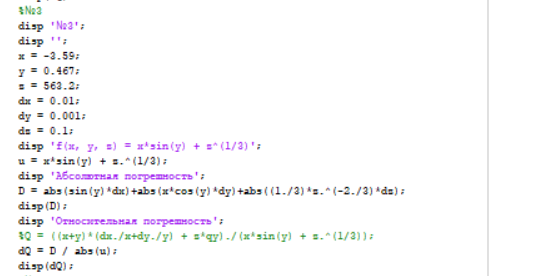 %№3
disp '№3';
disp '';
x = -3.59;
y = 0.467;
z = 563.2;
dx = 0.01;
dy = 0.001;
dz = 0.1;
disp 'f(x, y, z) = x*sin(y) + z^(1/3)';
u = x*sin(y) + z.^(1/3);
disp 'Абсолютная погрешность';
D = abs(sin(y)*dx)+abs(x*cos(y)*dy)+abs((1./3)*z.^(-2./3)*dz);
disp(D);
disp 'Относительная погрешность';
%Q = ((x+y)*(dx./x+dy./y) + z*qy)./(x*sin(y) + z.^(1/3));
dQ = D / abs(u);
disp(dQ);